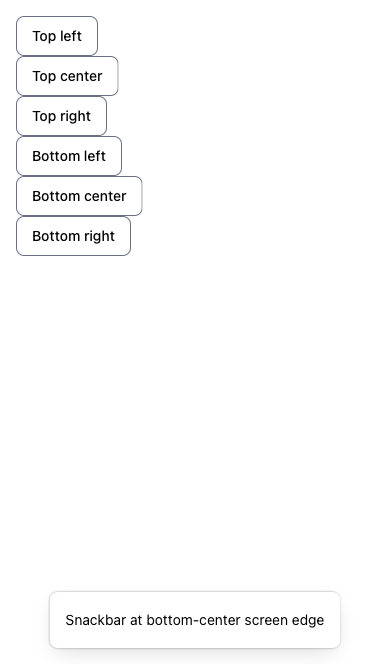 Top left
Top center
Top right
Bottom left
Bottom center
Bottom right
Snackbar at bottom-center screen edge